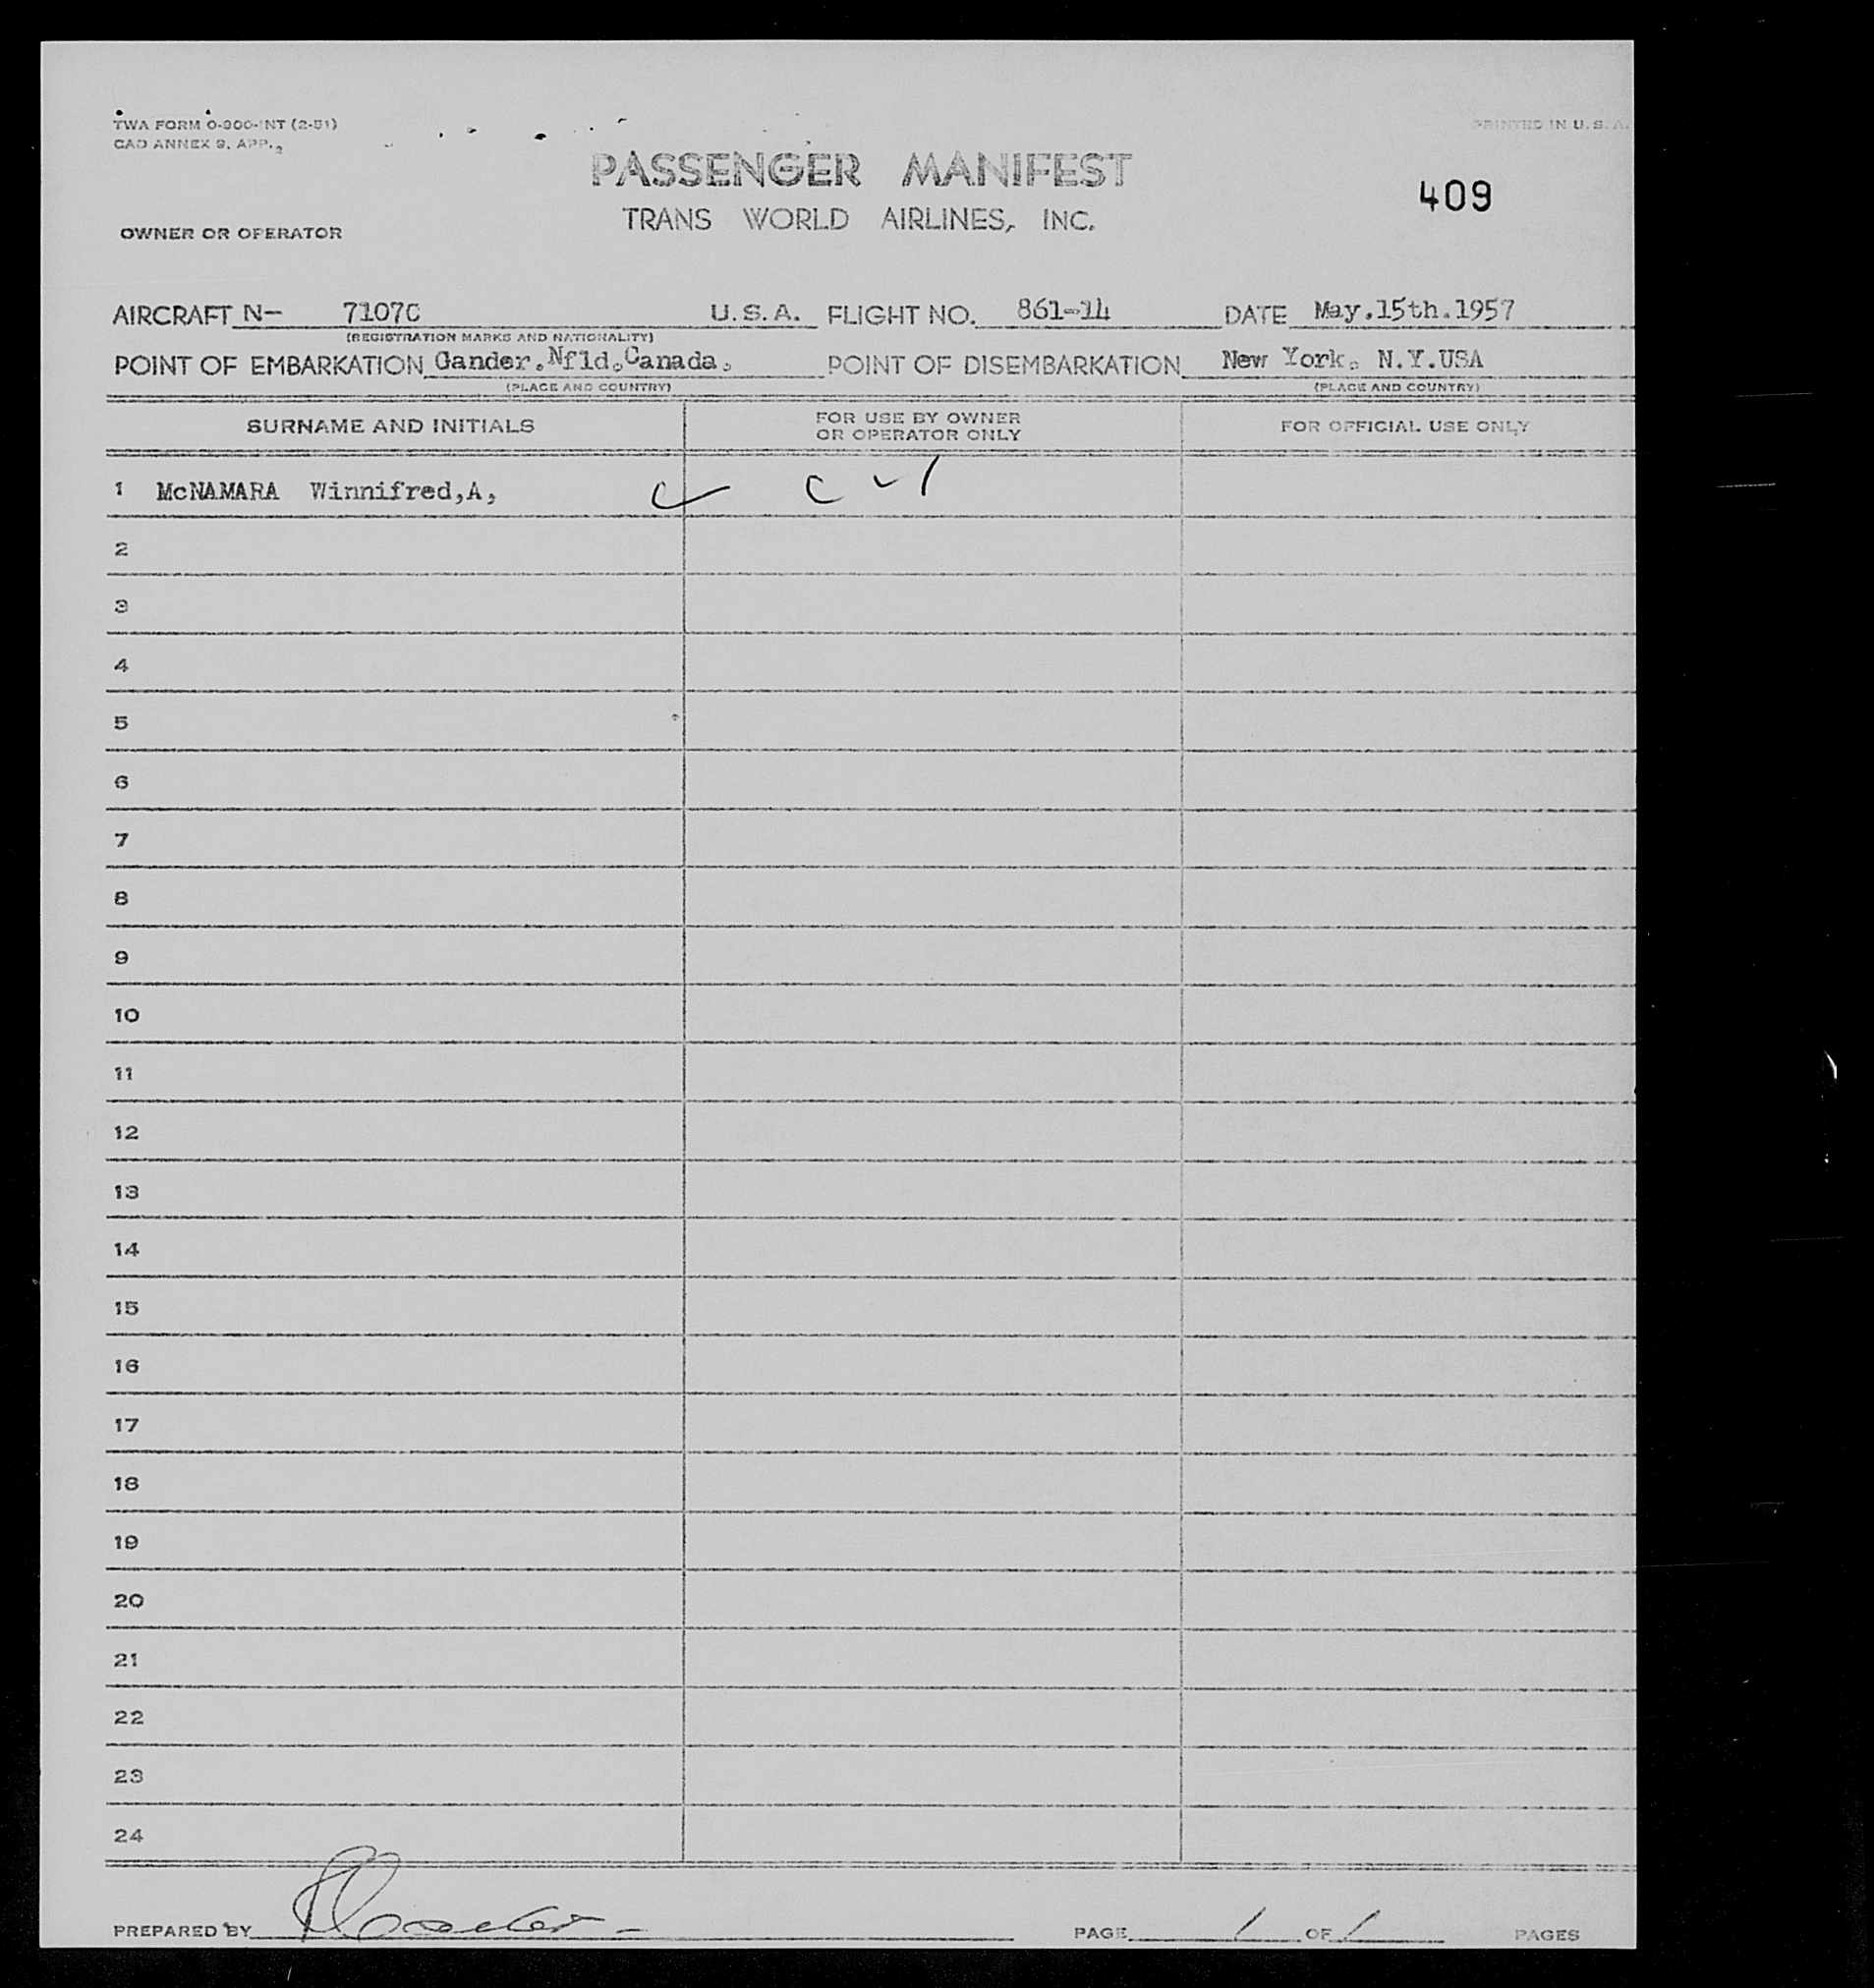 TWA FORM O-300-INT (2-51)
PRINTED IN U. S. A.
CAO ANNEX 9, APP. 2
PASSENGER MANIFEST
409
TRANS WORLD AIRLINES, INC.
OWNER OR OPERATOR
AIRCRAFT N- 7107C U.S.A. FLIGHT NO. 861-14 DATE May.15th.1957
(REGISTRATION MARKS AND NATIONALITY)
POINT OF EMBARKATION Gander.Nfld.Canada. POINT OF DISEMBARKATION New York. N.Y.USA
(PLACE AND COUNTRY) (PLACE AND COUNTRY)
SURNAME AND INITIALS FOR USE BY OWNER OR OPERATOR ONLY FOR OFFICIAL USE ONLY
1 McNAMARA Winnifred,A,
2
3
4
5
6
7
8
9
10
11
12
13
14
15
16
17
18
19
20
21
22
23
24
PREPARED BY PAGE 1 OF 1 PAGES